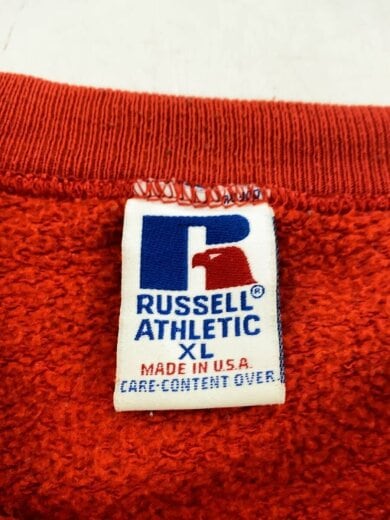 R
RUSSELL®
ATHLETIC
XL
MADE IN U.S.A.
CARE-CONTENT OVER